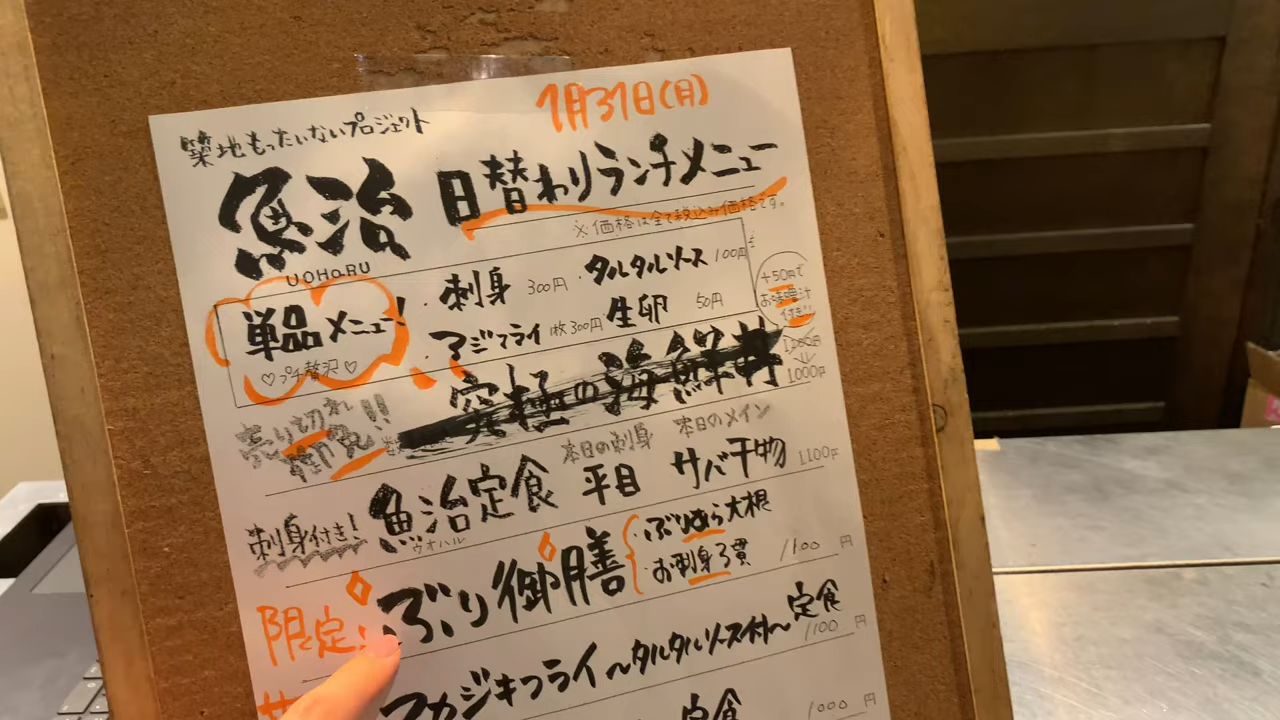 1月31日(月)
築地もったいないプロジェクト
魚治 日替わりランチメニュー
UOHARU
※価格は全て税込み価格です。
単品メニュー!
♡プチ贅沢♡
・刺身 300円 ・タルタルソース 100円
・アジフライ 1枚300円 生卵 50円
+50円で
お味噌汁
付き!!
売り切れ
御免!!
究極の海鮮丼 1200円
1000円
本日の刺身 本日のメイン
刺身付き! 魚治定食 平目 サバ干物 1100円
ウオハル
限定 ぶり御膳 ・ぶりあら大根
・お刺身3貫 1100円
マカジキフライ〜タルタルソース付〜定食
1100円
定食 1000円